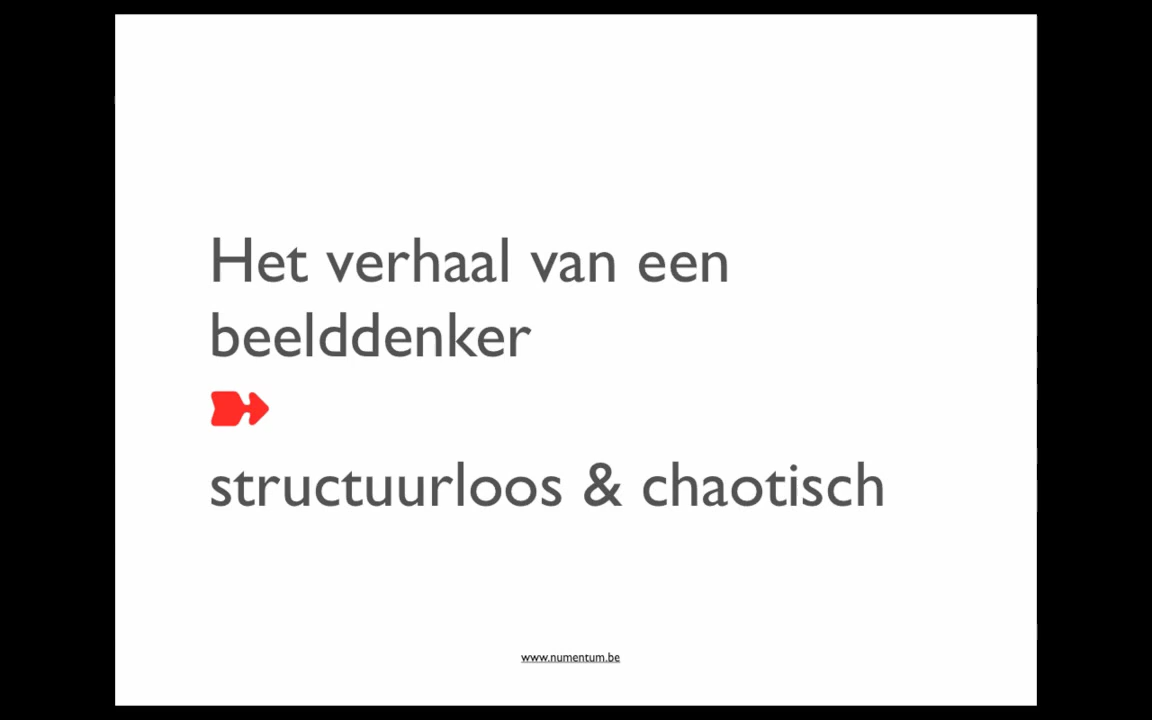 Het verhaal van een
beelddenker
structuurloos & chaotisch
www.numentum.be